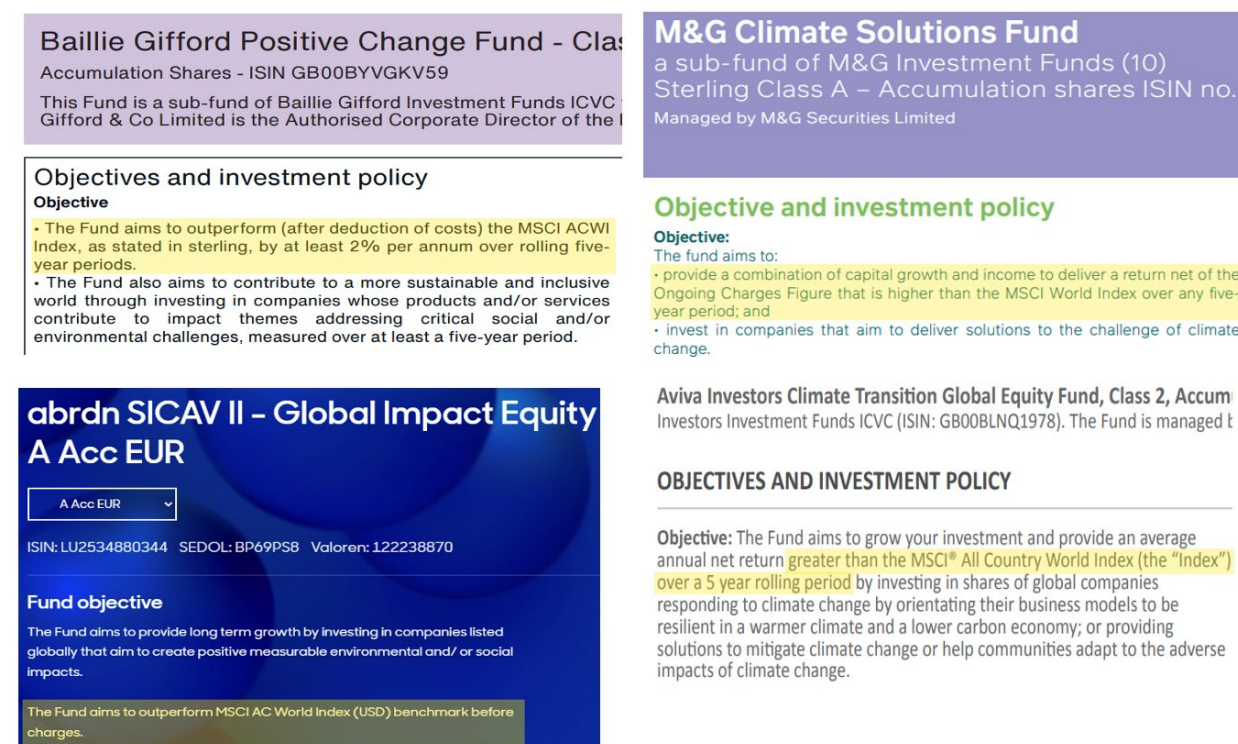 Baillie Gifford Positive Change Fund -
Accumulation Shares - ISIN GB00BYVGKV59
This Fund is a sub-fund of Baillie Gifford Investment Funds ICVC
Gifford & Co Limited is the Authorised Corporate Director of the
Objectives and investment policy
Objective
• The Fund aims to outperform (after deduction of costs) the MSCI ACWI
Index, as stated in sterling, by at least 2% per annum over rolling five-
year periods.
• The Fund also aims to contribute to a more sustainable and inclusive
world through investing in companies whose products and/or services
contribute to impact themes addressing critical social and/or
environmental challenges, measured over at least a five-year period.
M&G Climate Solutions Fund
a sub-fund of M&G Investment Funds (10)
Sterling Class A – Accumulation shares ISIN no.
Managed by M&G Securities Limited
Objective and investment policy
Objective:
The fund aims to:
• provide a combination of capital growth and income to deliver a return net of the
Ongoing Charges Figure that is higher than the MSCI World Index over any five-
year period; and
• invest in companies that aim to deliver solutions to the challenge of climate
change.
abrdn SICAV II – Global Impact Equity
A Acc EUR
A Acc EUR
ISIN: LU2534880344 SEDOL: BP69PS8 Valoren: 122238870
Fund objective
The Fund aims to provide long term growth by investing in companies listed
globally that aim to create positive measurable environmental and/ or social
impacts.
The Fund aims to outperform MSCI AC World Index (USD) benchmark before
charges.
Aviva Investors Climate Transition Global Equity Fund, Class 2,
Investors Investment Funds ICVC (ISIN: GB00BLNQ1978). The Fund is managed
OBJECTIVES AND INVESTMENT POLICY
Objective: The Fund aims to grow your investment and provide an average
annual net return greater than the MSCI® All Country World Index (the “Index”)
over a 5 year rolling period by investing in shares of global companies
responding to climate change by orientating their business models to be
resilient in a warmer climate and a lower carbon economy; or providing
solutions to mitigate climate change or help communities adapt to the adverse
impacts of climate change.